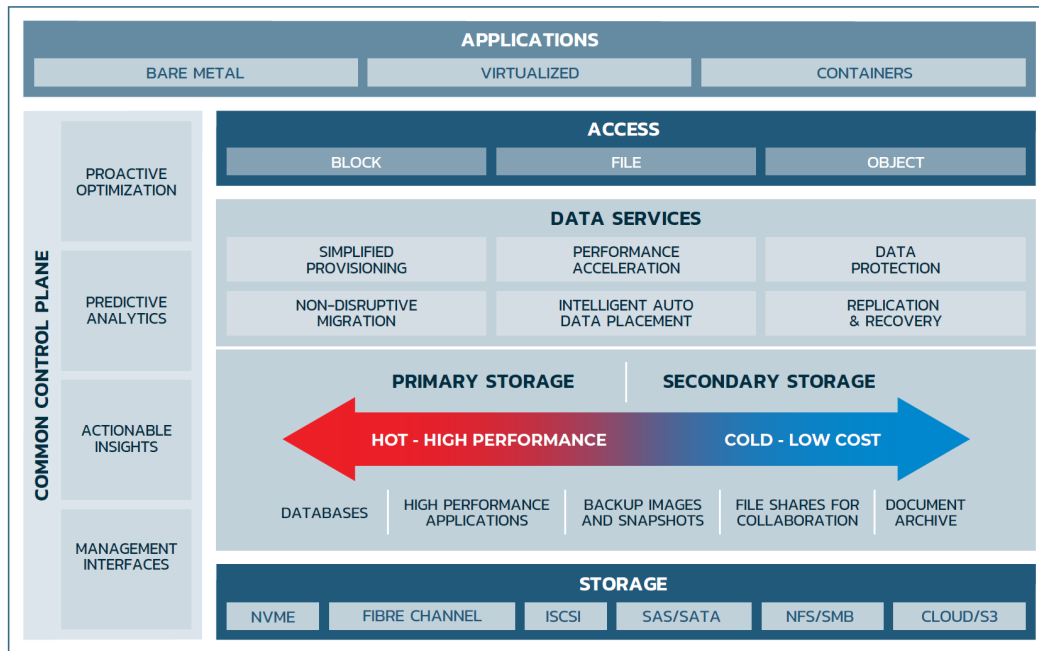 APPLICATIONS
BARE METAL
VIRTUALIZED
CONTAINERS
COMMON CONTROL PLANE
PROACTIVE
OPTIMIZATION
PREDICTIVE
ANALYTICS
ACTIONABLE
INSIGHTS
MANAGEMENT
INTERFACES
ACCESS
BLOCK
FILE
OBJECT
DATA SERVICES
SIMPLIFIED
PROVISIONING
PERFORMANCE
ACCELERATION
DATA
PROTECTION
NON-DISRUPTIVE
MIGRATION
INTELLIGENT AUTO
DATA PLACEMENT
REPLICATION
& RECOVERY
PRIMARY STORAGE
SECONDARY STORAGE
HOT - HIGH PERFORMANCE
COLD - LOW COST
DATABASES
HIGH PERFORMANCE
APPLICATIONS
BACKUP IMAGES
AND SNAPSHOTS
FILE SHARES FOR
COLLABORATION
DOCUMENT
ARCHIVE
STORAGE
NVME
FIBRE CHANNEL
ISCSI
SAS/SATA
NFS/SMB
CLOUD/S3